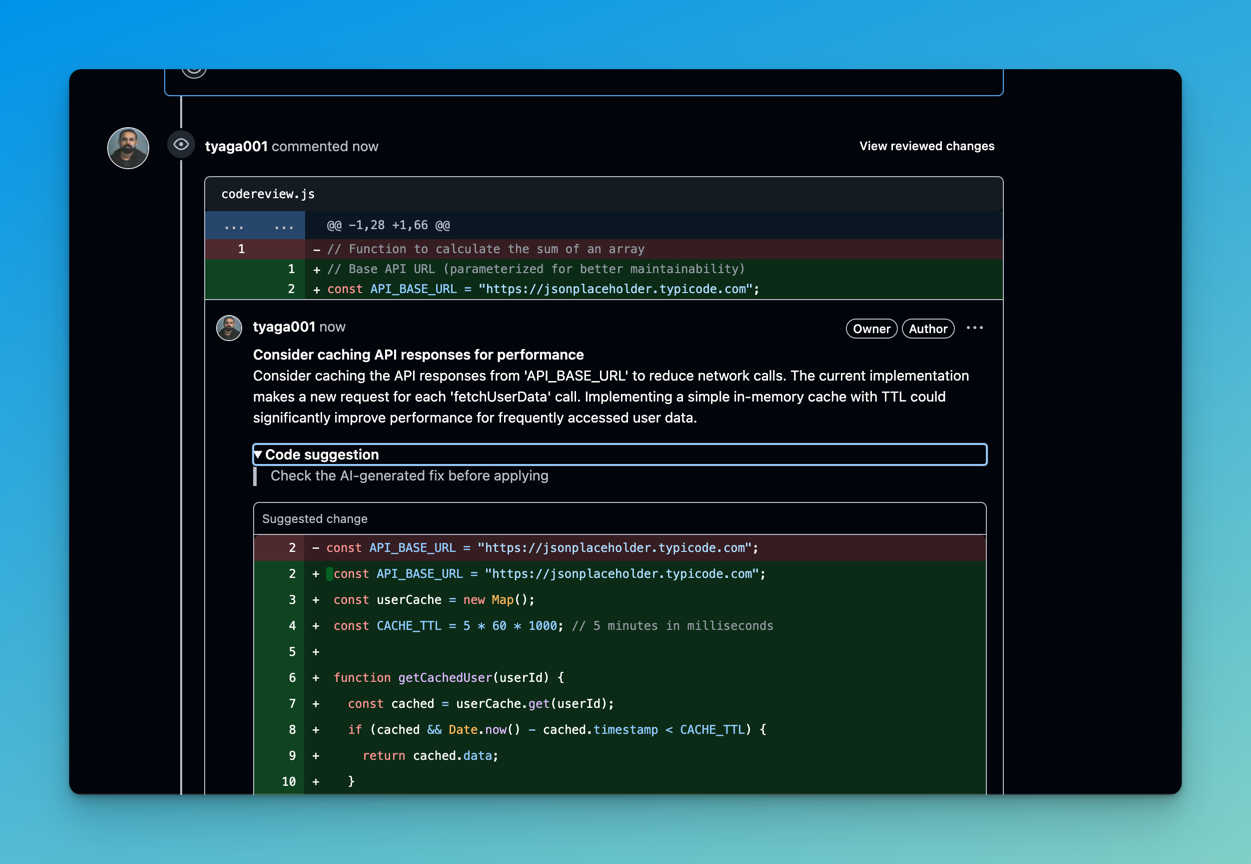 tyaga001 commented now
View reviewed changes
codereview.js
... ... @@ -1,28 +1,66 @@
1 - // Function to calculate the sum of an array
1 + // Base API URL (parameterized for better maintainability)
2 + const API_BASE_URL = "https://jsonplaceholder.typicode.com";
tyaga001 now
Owner Author ...
Consider caching API responses for performance
Consider caching the API responses from 'API_BASE_URL' to reduce network calls. The current implementation
makes a new request for each 'fetchUserData' call. Implementing a simple in-memory cache with TTL could
significantly improve performance for frequently accessed user data.
▼ Code suggestion
Check the AI-generated fix before applying
Suggested change
2 - const API_BASE_URL = "https://jsonplaceholder.typicode.com";
2 + const API_BASE_URL = "https://jsonplaceholder.typicode.com";
3 + const userCache = new Map();
4 + const CACHE_TTL = 5 * 60 * 1000; // 5 minutes in milliseconds
5 +
6 + function getCachedUser(userId) {
7 + const cached = userCache.get(userId);
8 + if (cached && Date.now() - cached.timestamp < CACHE_TTL) {
9 + return cached.data;
10 + }